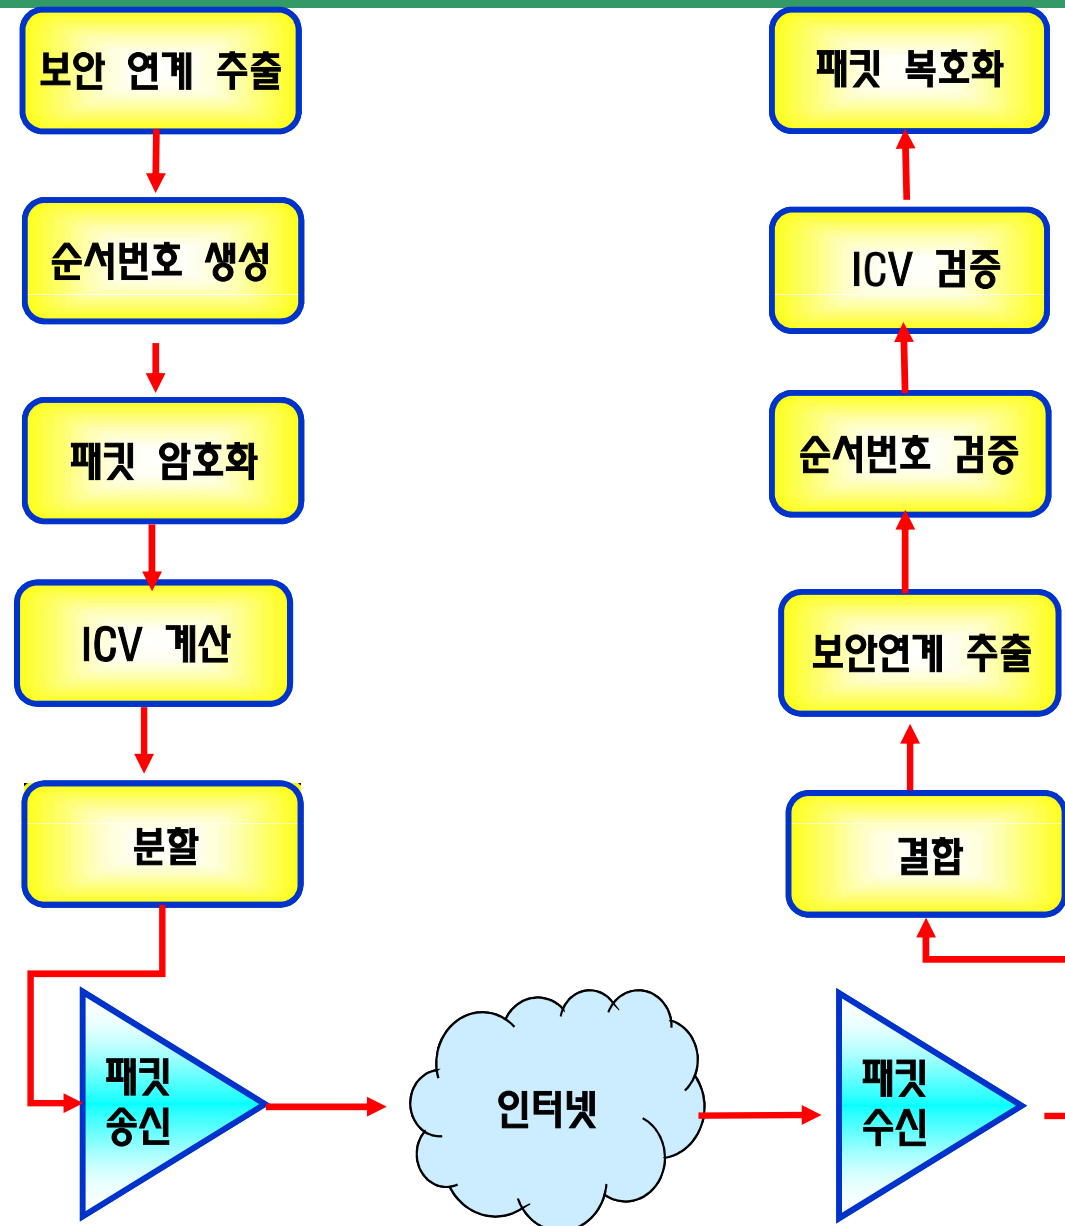 보안 연계 추출
순서번호 생성
패킷 암호화
ICV 계산
분할
패킷
송신
인터넷
패킷
수신
결합
보안연계 추출
순서번호 검증
ICV 검증
패킷 복호화